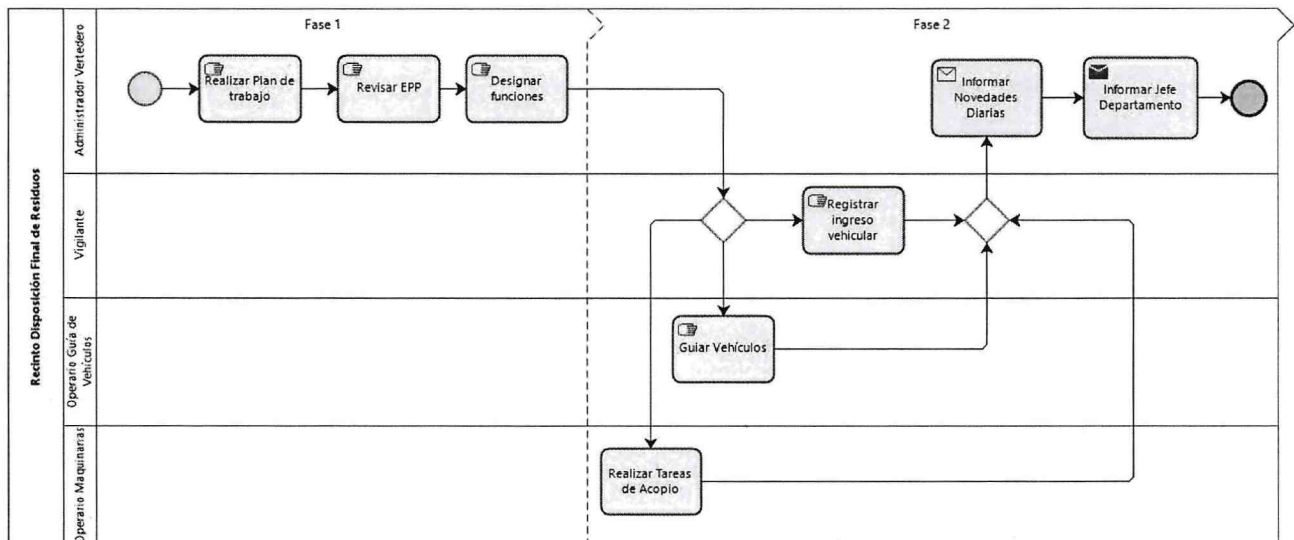 Recinto Disposición Final de Residuos
Fase 1
Fase 2
Administrador Vertedero
Realizar Plan de
trabajo
Revisar EPP
Designar
funciones
Informar
Novedades
Diarias
Informar Jefe
Departamento
Vigilante
Registrar
ingreso
vehicular
Operario Guía de
Vehículos
Guiar Vehículos
Operario Maquinarias
Realizar Tareas
de Acopio